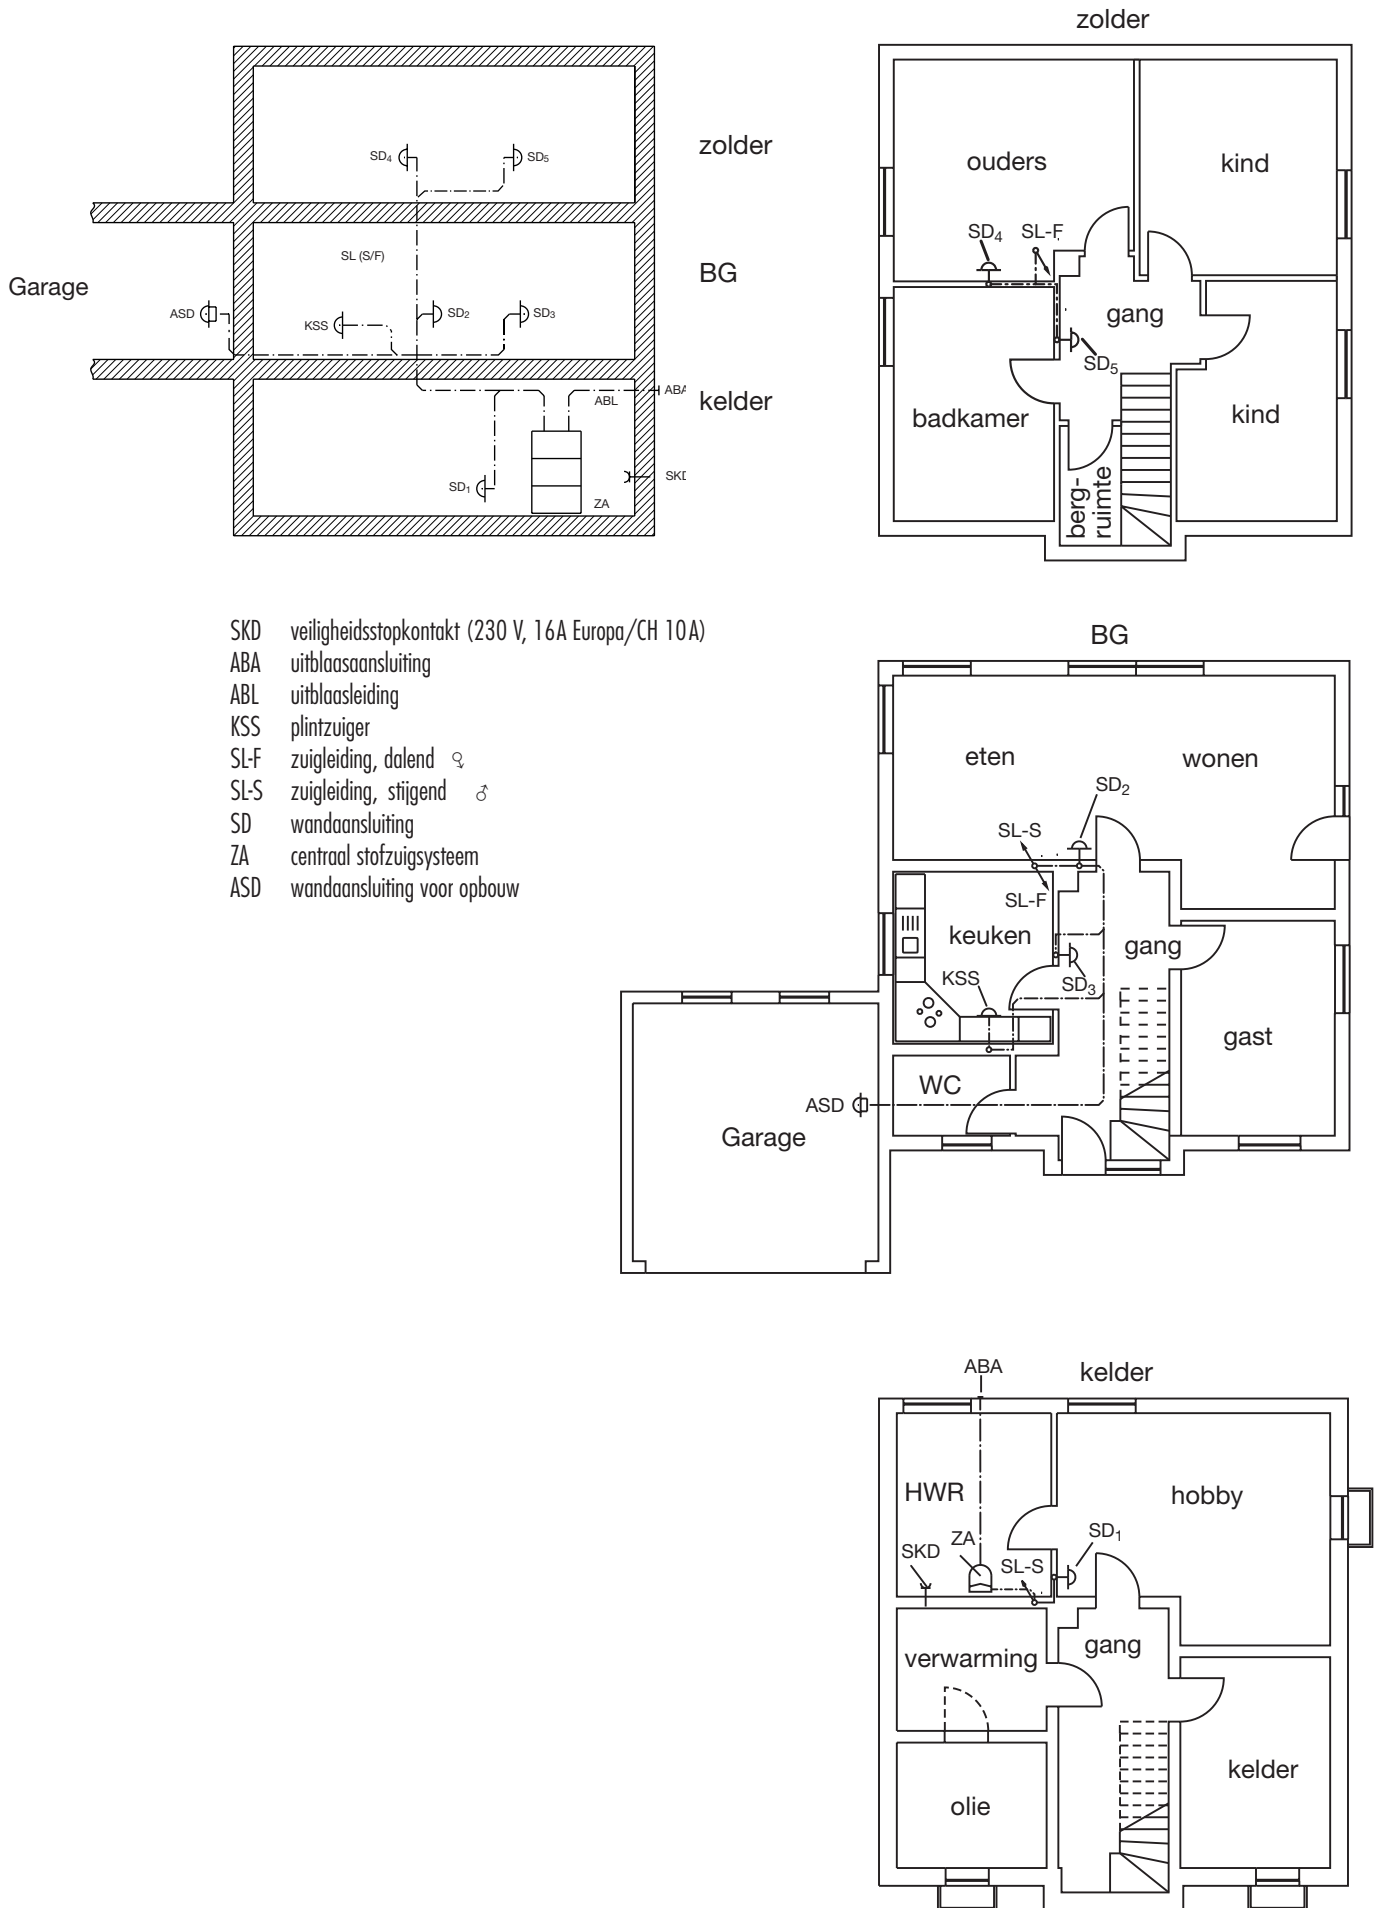 zolder
SD4
SD5
zolder
SL (S/F)
BG
Garage
ASD
KSS
SD2
SD3
ABL
kelder
SD1
ZA
ouders
kind
SD4
SL-F
gang
SD5
badkamer
kind
berg-
ruimte
SKD veiligheidsstopkontakt (230 V, 16A Europa/CH 10A)
ABA uitblaasaansluiting
ABL uitblaasleiding
KSS plintzuiger
SL-F zuigleiding, dalend
SL-S zuigleiding, stijgend
SD wandaansluiting
ZA centraal stofzuigsysteem
ASD wandaansluiting voor opbouw
BG
eten
wonen
SD2
SL-S
SL-F
keuken
gang
KSS
SD3
gast
WC
ASD
Garage
ABA
kelder
HWR
hobby
SD1
ZA
SKD
SL-S
verwarming
gang
kelder
olie